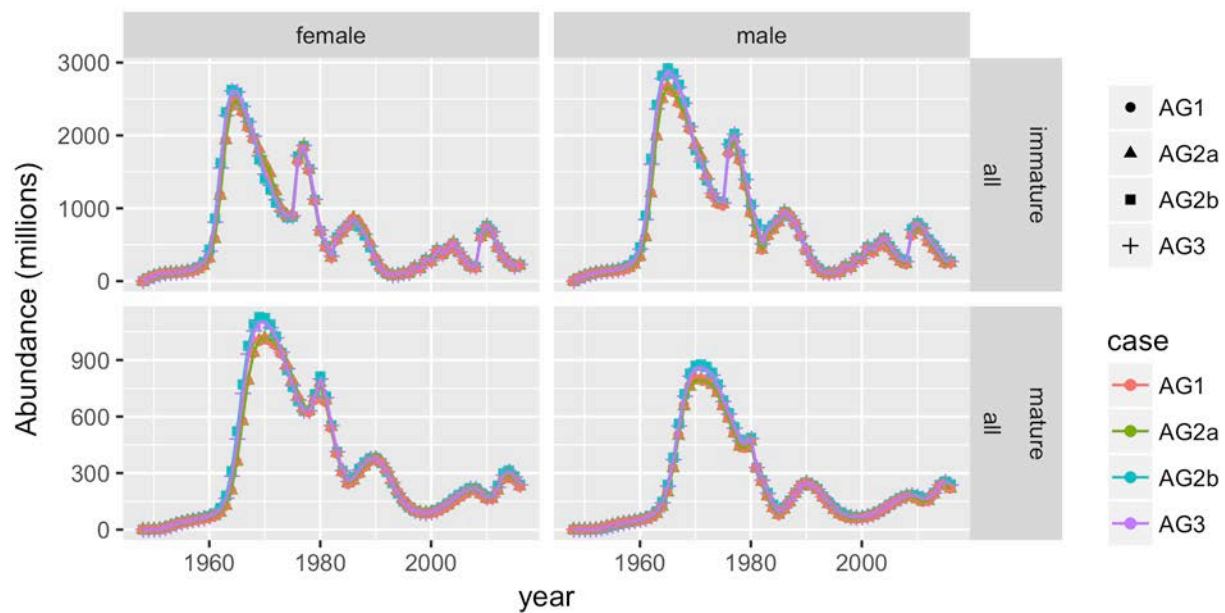 female
male
3000
2000
1000
0
immature
all
900
600
300
0
mature
all
Abundance (millions)
1960
1980
2000
1960
1980
2000
year
AG1
AG2a
AG2b
AG3
case
AG1
AG2a
AG2b
AG3